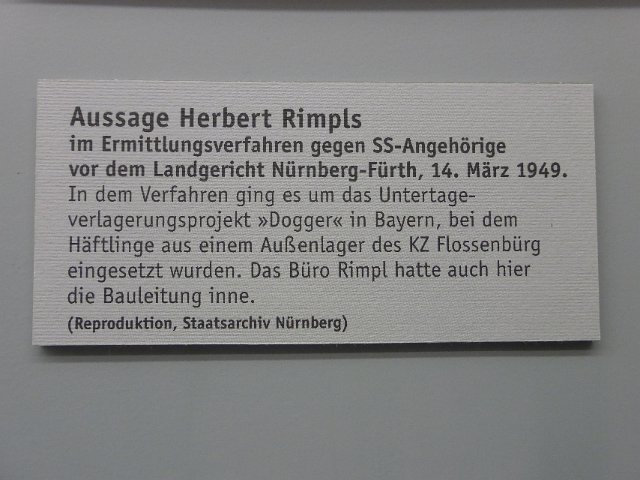 Aussage Herbert Rimpls
im Ermittlungsverfahren gegen SS-Angehörige
vor dem Landgericht Nürnberg-Fürth, 14. März 1949.
In dem Verfahren ging es um das Untertage-
verlagerungsprojekt »Dogger« in Bayern, bei dem
Häftlinge aus einem Außenlager des KZ Flossenbürg
eingesetzt wurden. Das Büro Rimpl hatte auch hier
die Bauleitung inne.
(Reproduktion, Staatsarchiv Nürnberg)